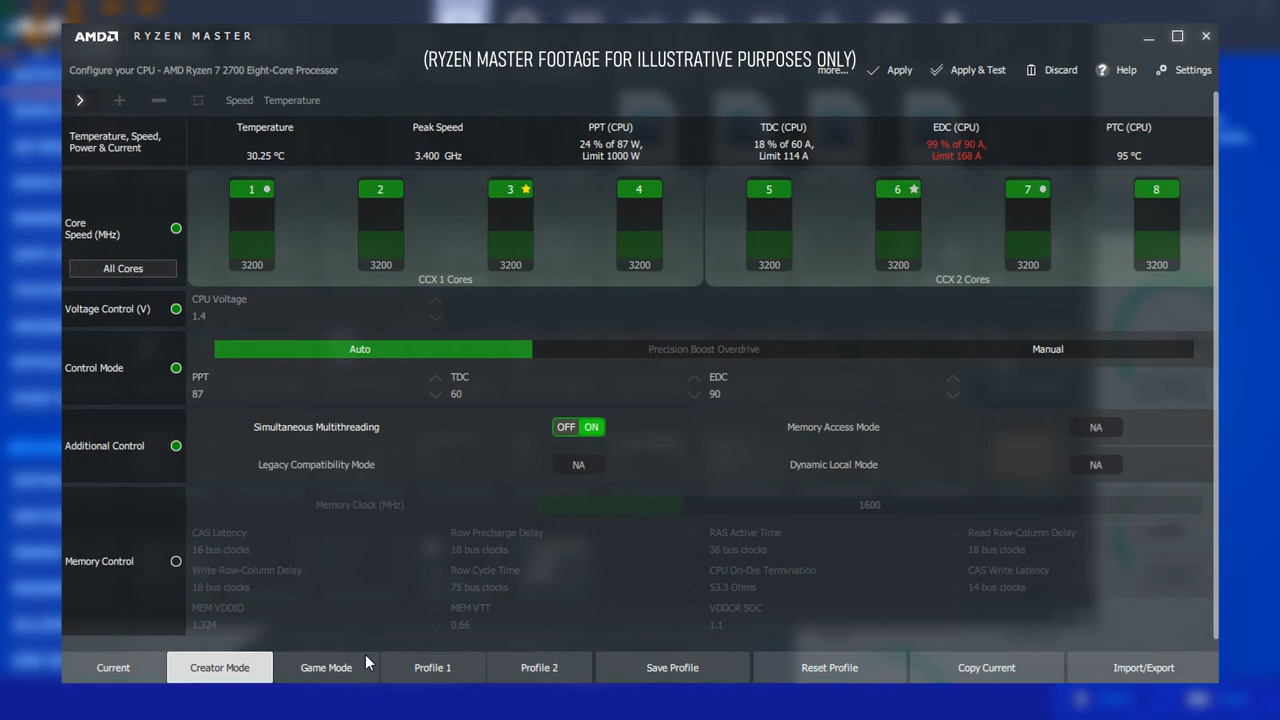 AMD RYZEN MASTER
(RYZEN MASTER FOOTAGE FOR ILLUSTRATIVE PURPOSES ONLY)
Configure your CPU - AMD Ryzen 7 2700 Eight-Core Processor
more... Apply Apply & Test Discard ? Help Settings
Speed Temperature
Temperature, Speed,
Power & Current
Temperature Peak Speed PPT (CPU) TDC (CPU) EDC (CPU) PTC (CPU)
30.25 ºC 3.400 GHz 24 % of 87 W, Limit 1000 W 18 % of 60 A, Limit 114 A 99 % of 90 A, Limit 168 A 95 ºC
Core
Speed (MHz)
All Cores
1 2 3 4 5 6 7 8
3200 3200 3200 3200 3200 3200 3200 3200
CCX 1 Cores CCX 2 Cores
Voltage Control (V)
CPU Voltage
1.4
Control Mode
Auto Precision Boost Overdrive Manual
PPT TDC EDC
87 60 90
Additional Control
Simultaneous Multithreading OFF ON Memory Access Mode NA
Legacy Compatibility Mode NA Dynamic Local Mode NA
Memory Control
Memory Clock (MHz) 1600
CAS Latency Row Precharge Delay RAS Active Time Read Row-Column Delay
16 bus clocks 18 bus clocks 36 bus clocks 18 bus clocks
Write Row-Column Delay Row Cycle Time CPU On-Die Termination CAS Write Latency
18 bus clocks 75 bus clocks 53.3 Ohms 14 bus clocks
MEM VDDIO MEM VTT VDDCR SOC
1.324 0.66 1.1
Current Creator Mode Game Mode Profile 1 Profile 2 Save Profile Reset Profile Copy Current Import/Export